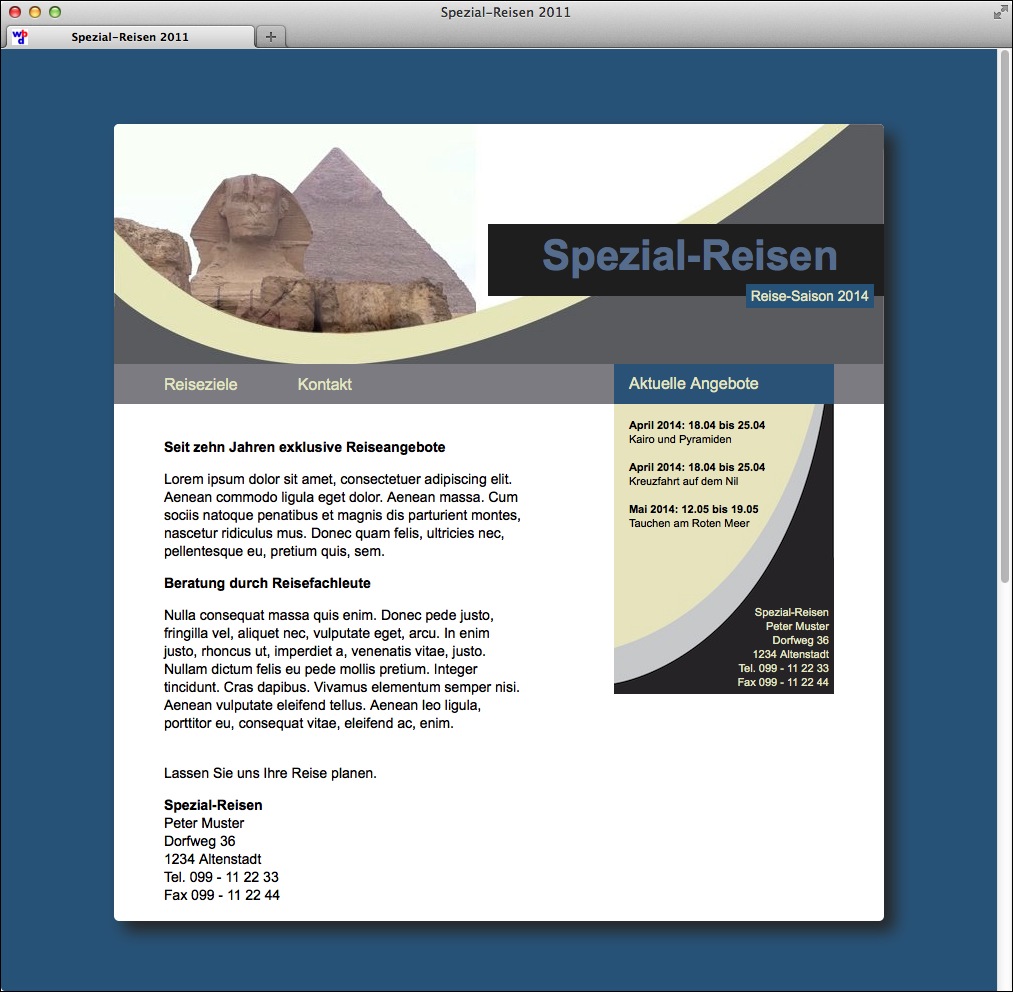 Spezial-Reisen 2011
Spezial-Reisen 2011
Spezial-Reisen
Reise-Saison 2014
Reiseziele Kontakt Aktuelle Angebote
Seit zehn Jahren exklusive Reiseangebote
Lorem ipsum dolor sit amet, consectetuer adipiscing elit.
Aenean commodo ligula eget dolor. Aenean massa. Cum
sociis natoque penatibus et magnis dis parturient montes,
nascetur ridiculus mus. Donec quam felis, ultricies nec,
pellentesque eu, pretium quis, sem.
Beratung durch Reisefachleute
Nulla consequat massa quis enim. Donec pede justo,
fringilla vel, aliquet nec, vulputate eget, arcu. In enim
justo, rhoncus ut, imperdiet a, venenatis vitae, justo.
Nullam dictum felis eu pede mollis pretium. Integer
tincidunt. Cras dapibus. Vivamus elementum semper nisi.
Aenean vulputate eleifend tellus. Aenean leo ligula,
porttitor eu, consequat vitae, eleifend ac, enim.
Lassen Sie uns Ihre Reise planen.
Spezial-Reisen
Peter Muster
Dorfweg 36
1234 Altenstadt
Tel. 099 - 11 22 33
Fax 099 - 11 22 44
April 2014: 18.04 bis 25.04
Kairo und Pyramiden
April 2014: 18.04 bis 25.04
Kreuzfahrt auf dem Nil
Mai 2014: 12.05 bis 19.05
Tauchen am Roten Meer
Spezial-Reisen
Peter Muster
Dorfweg 36
1234 Altenstadt
Tel. 099 - 11 22 33
Fax 099 - 11 22 44